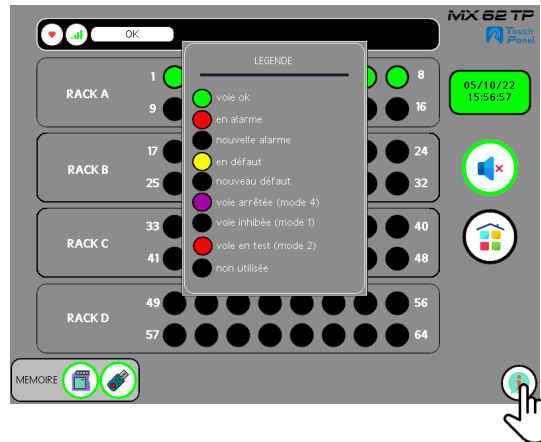 MX 62 TP
Touch
Panel
OK
LEGENDE
voie ok
en alarme
nouvelle alarme
en défaut
nouveau défaut
voie arrêtée (mode 4)
voie inhibée (mode 1)
voie en test (mode 2)
non utilisée
RACK A
1
8
9
16
RACK B
17
24
25
32
RACK C
33
40
41
48
RACK D
49
56
57
64
05/10/22
15:56:57
MEMOIRE